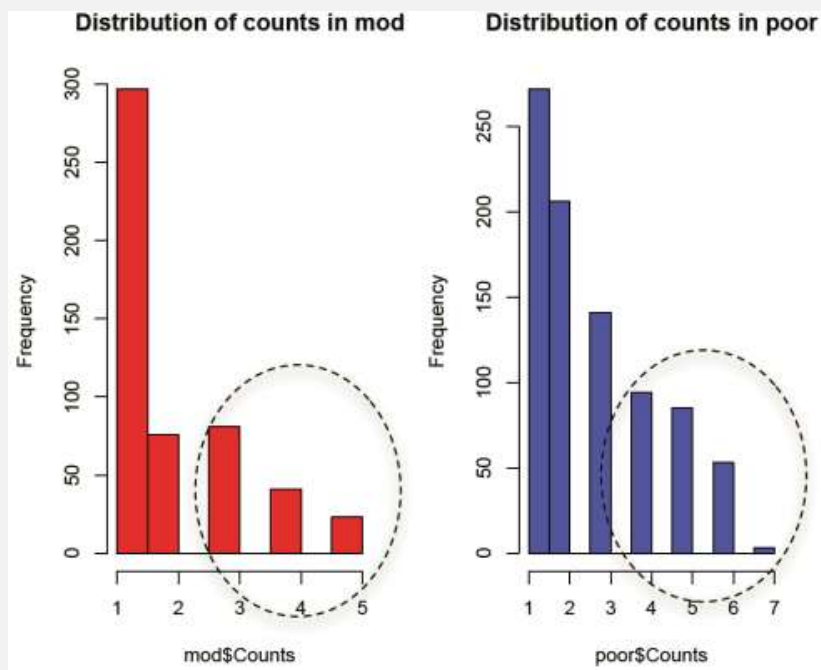 Distribution of counts in mod
Frequency
0 50 100 150 200 250 300
1 2 3 4 5
mod$Counts
Distribution of counts in poor
Frequency
0 50 100 150 200 250
1 2 3 4 5 6 7
poor$Counts